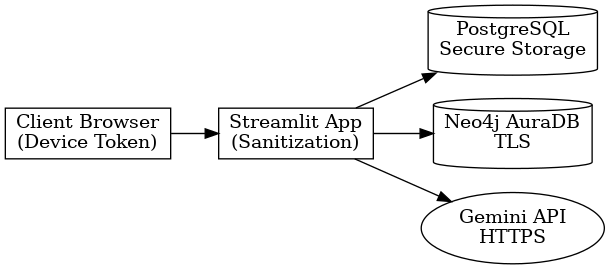 Client Browser
(Device Token)
Streamlit App
(Sanitization)
PostgreSQL
Secure Storage
Neo4j AuraDB
TLS
Gemini API
HTTPS